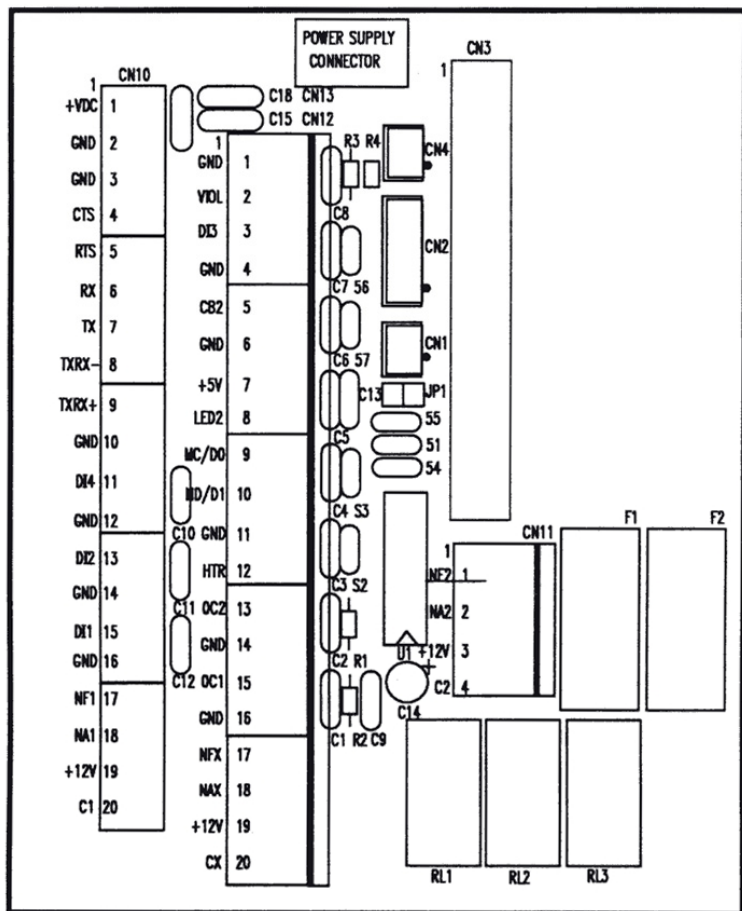 POWER SUPPLY
CONNECTOR
CN10
1
+VDC 1
GND 2
GND 3
CTS 4
RTS 5
RX 6
TX 7
TXRX- 8
TXRX+ 9
GND 10
DI4 11
GND 12
DI2 13
GND 14
DI1 15
GND 16
NF1 17
NA1 18
+12V 19
C1 20
C10
C11
C12
C18 CN13
C15 CN12
1
GND 1
VIOL 2
DI3 3
GND 4
CB2 5
GND 6
+5V 7
LED2 8
MC/D0 9
MD/D1 10
GND 11
HTR 12
OC2 13
GND 14
OC1 15
GND 16
NFX 17
NAX 18
+12V 19
CX 20
R3 R4
C8
C7 56
C6 57
C13
C5
C4 S3
C3 S2
C2 R1
C1 R2 C9
CN4
CN2
CN1
JP1
55
51
54
U1
+
C14
CN3
1
CN11
1
NF2 1
NA2 2
+12V 3
C2 4
F1
F2
RL1
RL2
RL3